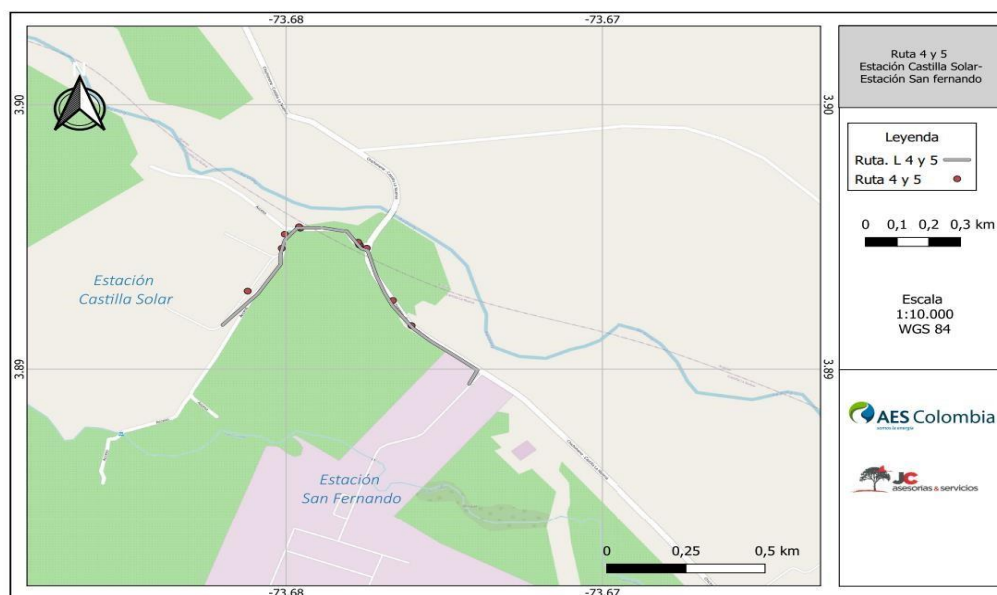 -73.68
-73.67
3.90
3.90
3.89
3.89
-73.68
-73.67
Estación
Castilla Solar
Estación
San Fernando
0 0,25 0,5 km
Ruta 4 y 5
Estación Castilla Solar-
Estación San fernando
Leyenda
Ruta. L 4 y 5
Ruta 4 y 5
0 0,1 0,2 0,3 km
Escala
1:10.000
WGS 84
AES Colombia
somos la energía
JC
asesorias & servicios